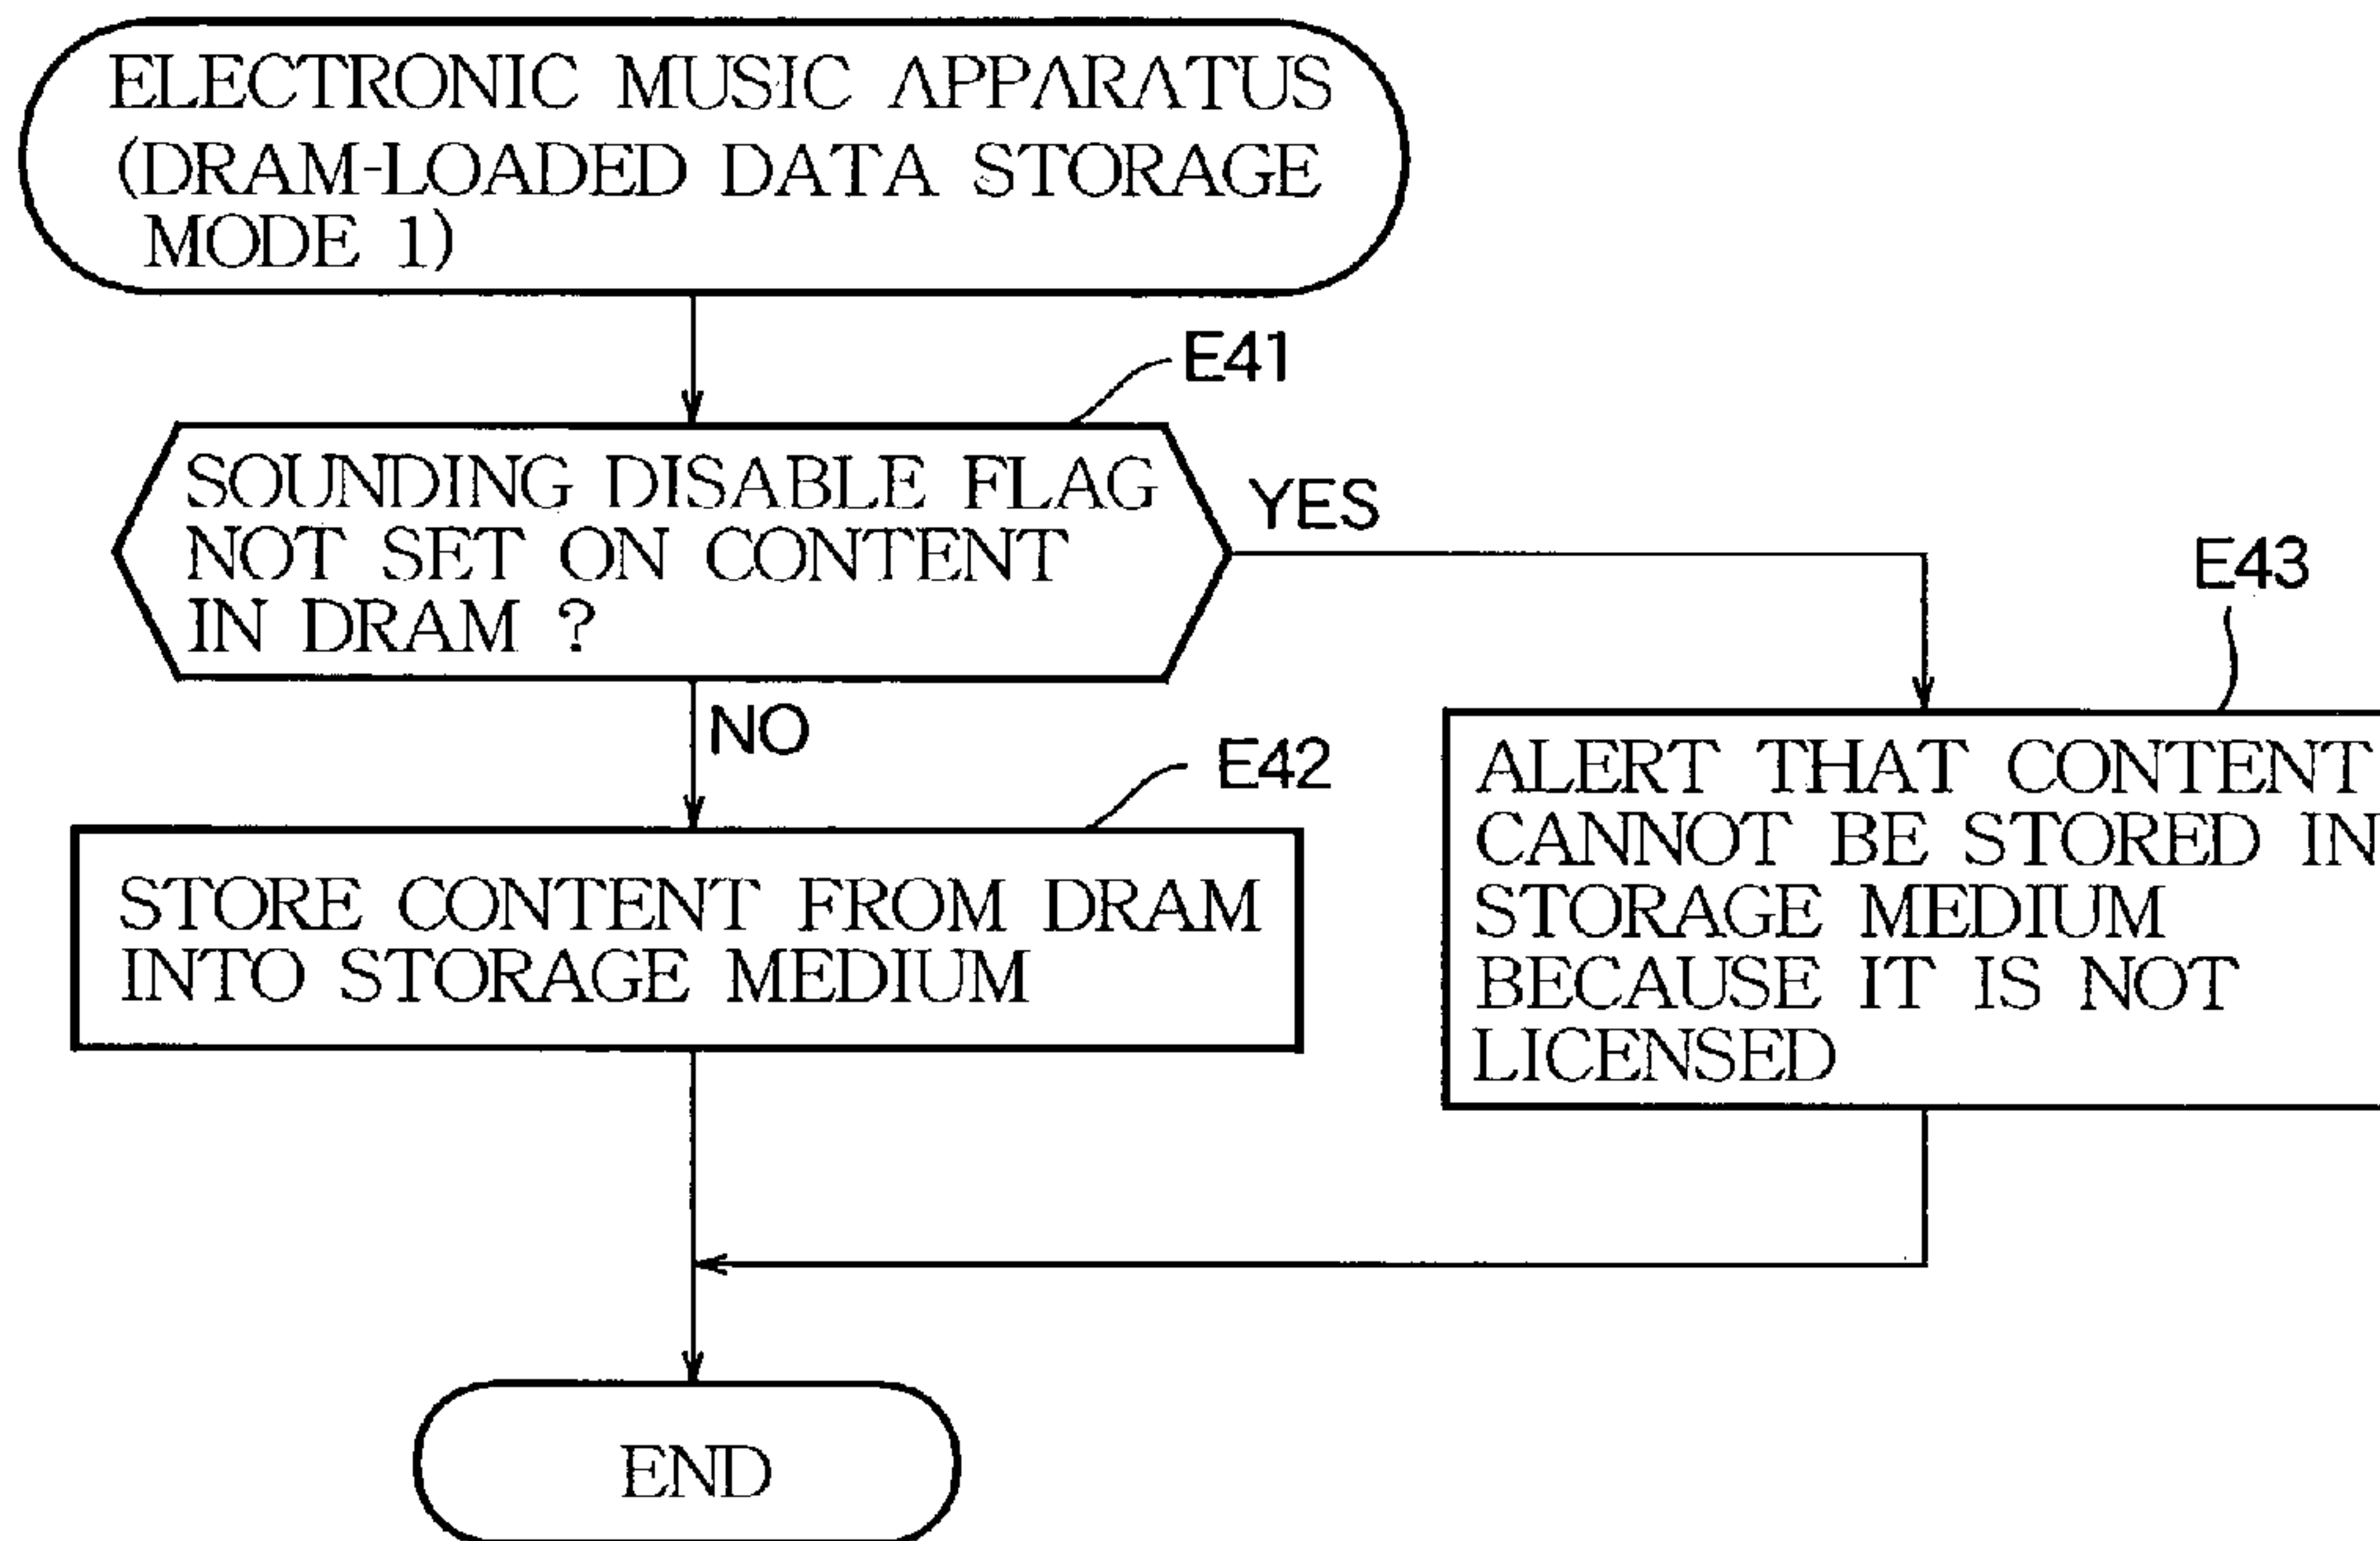 ELECTRONIC MUSIC APPARATUS
(DRAM-LOADED DATA STORAGE
MODE 1)
E41
SOUNDING DISABLE FLAG
NOT SET ON CONTENT
IN DRAM ?
YES
NO
E43
ALERT THAT CONTENT
CANNOT BE STORED IN
STORAGE MEDIUM
BECAUSE IT IS NOT
LICENSED
E42
STORE CONTENT FROM DRAM
INTO STORAGE MEDIUM
END